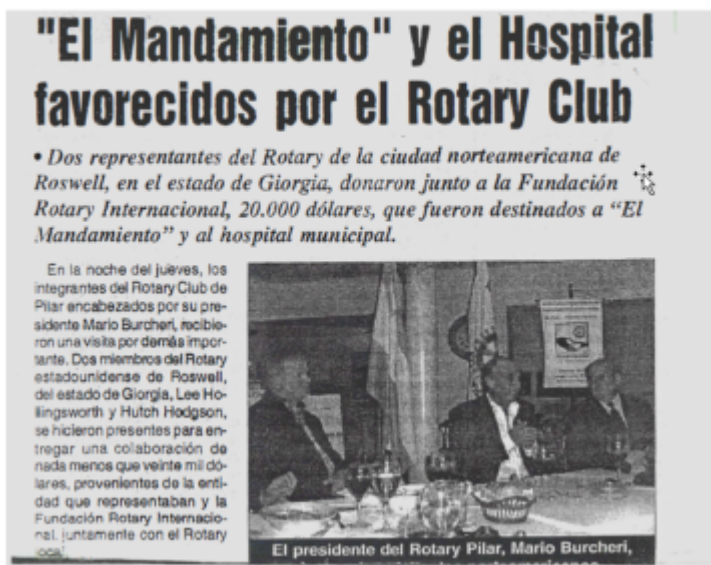 "El Mandamiento" y el Hospital
favorecidos por el Rotary Club
• Dos representantes del Rotary de la ciudad norteamericana de
Roswell, en el estado de Giorgia, donaron junto a la Fundación
Rotary Internacional, 20.000 dólares, que fueron destinados a “El
Mandamiento” y al hospital municipal.
En la noche del jueves, los
integrantes del Rotary Club de
Pilar encabezados por su pre-
sidente Mario Burcheri, recibie-
ron una visita por demás impor-
tante. Dos miembros del Rotary
estadounidense de Roswell,
del estado de Giorgia, Lee Ho-
llingsworth y Hutch Hodgson,
se hicieron presentes para en-
tregar una colaboración de
nada menos que veinte mil dó-
lares, provenientes de la enti-
dad que representaban y la
Fundación Rotary Internacio-
nal, juntamente con el Rotary
local.
El presidente del Rotary Pilar, Mario Burcheri,